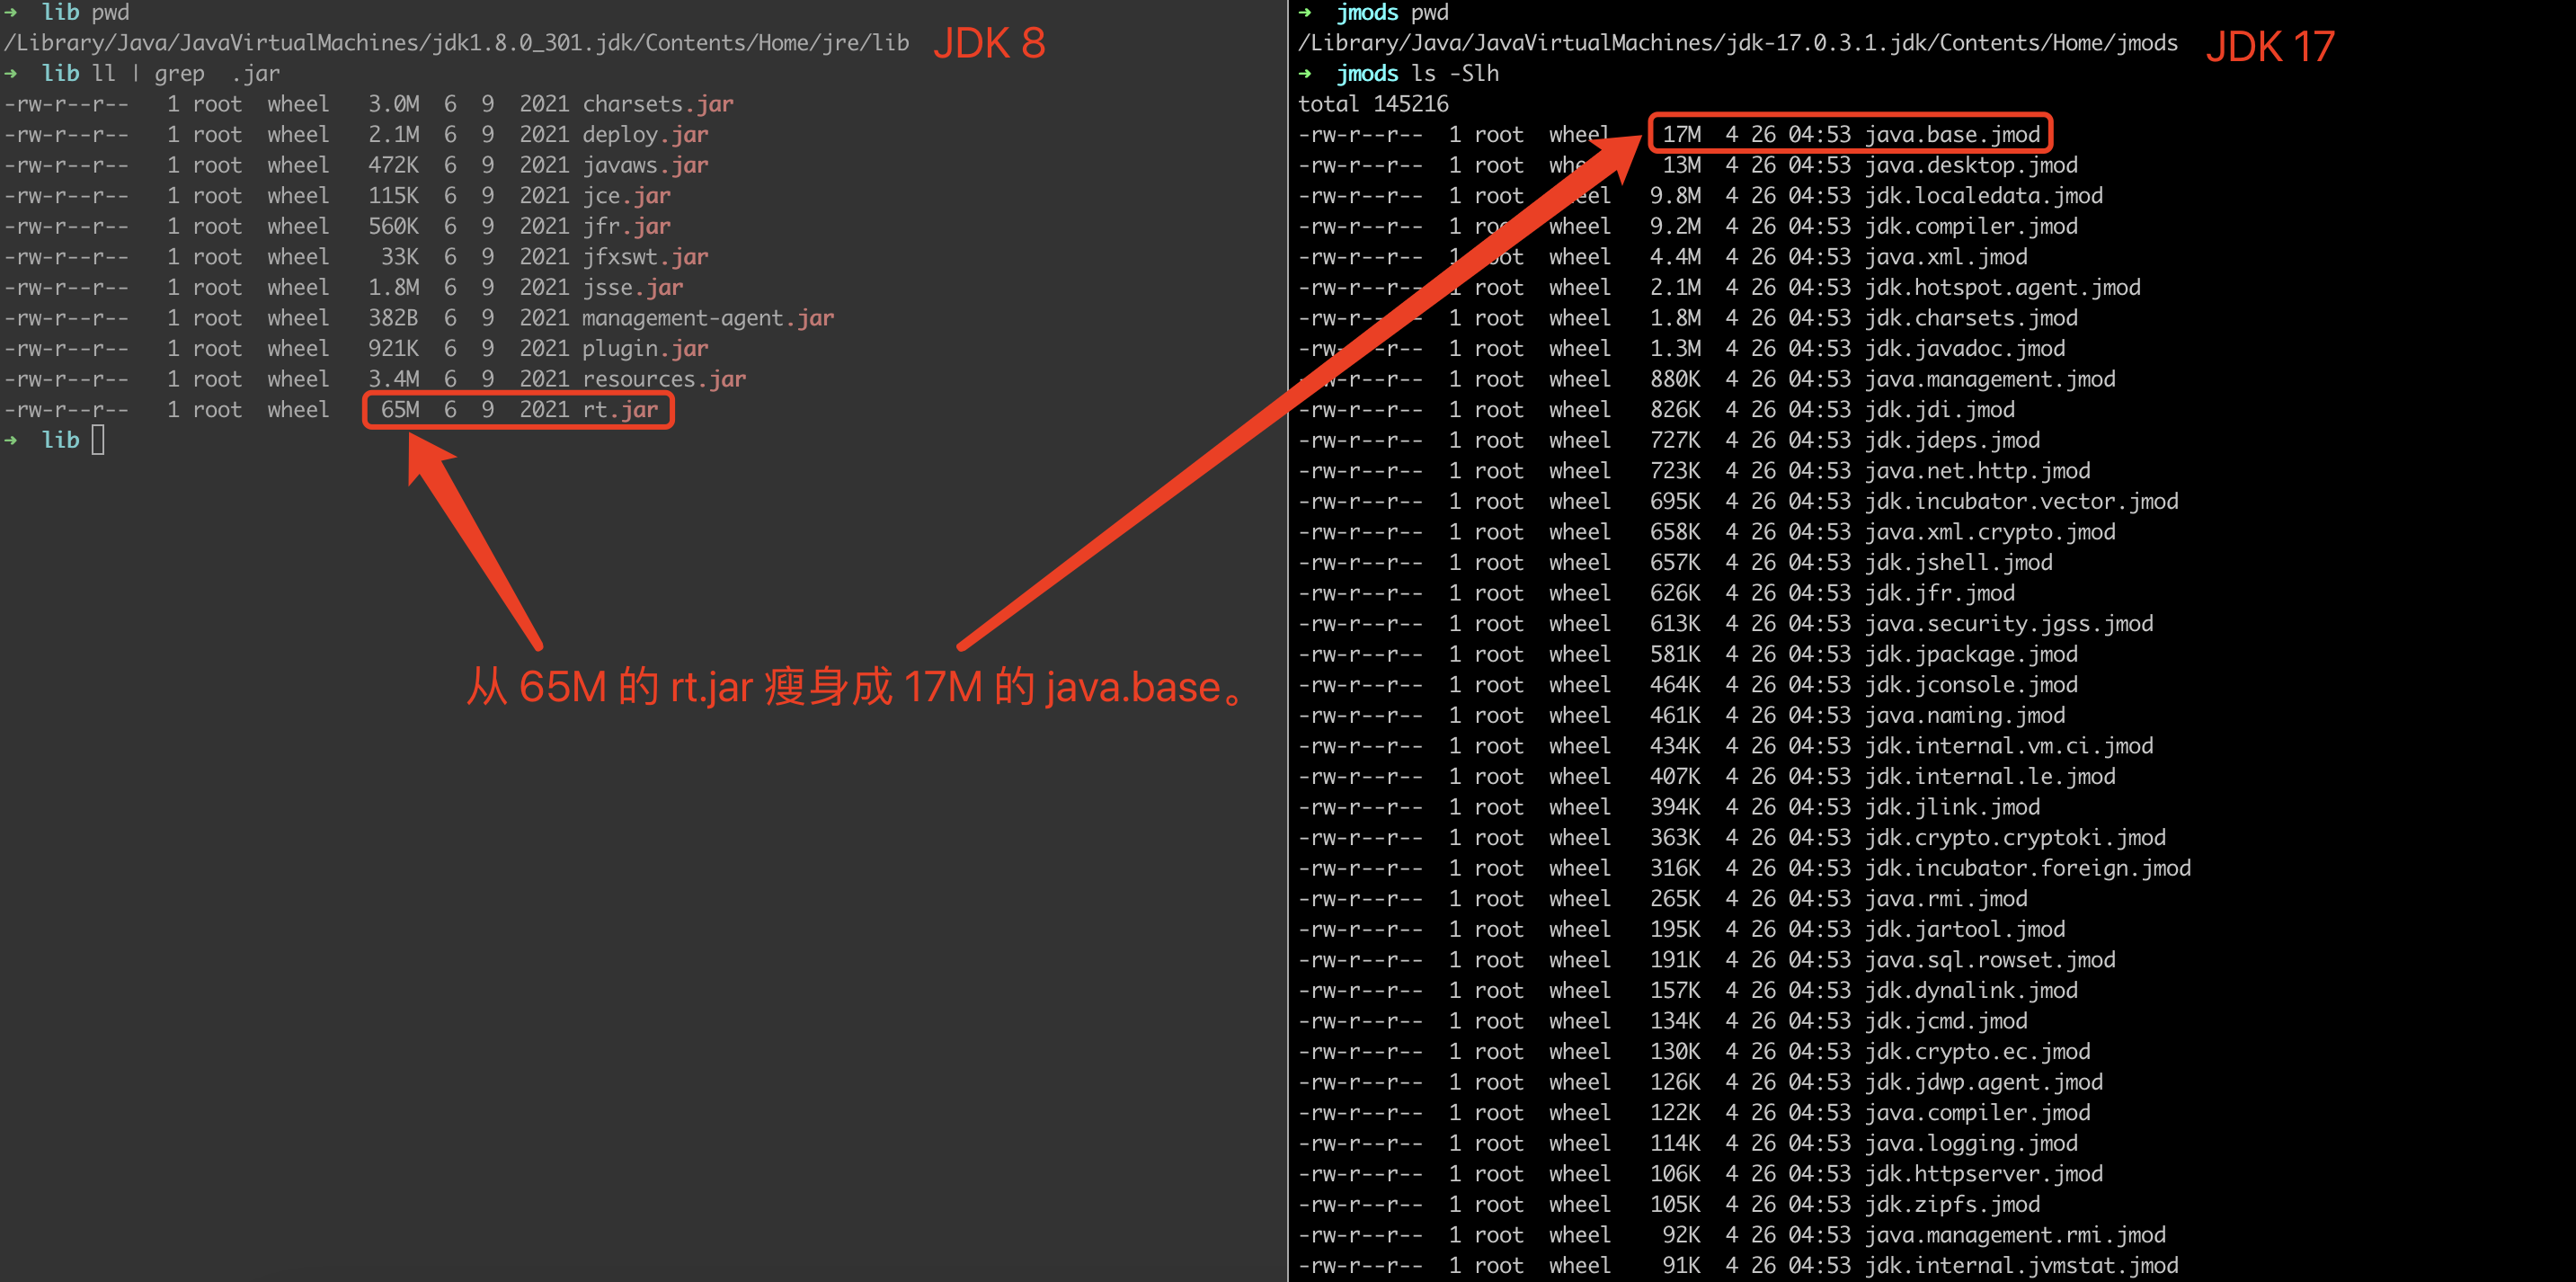 → lib pwd
/Library/Java/JavaVirtualMachines/jdk1.8.0_301.jdk/Contents/Home/jre/lib
JDK 8
→ lib ll | grep  .jar
-rw-r--r--   1 root  wheel   3.0M  6  9  2021 charsets.jar
-rw-r--r--   1 root  wheel   2.1M  6  9  2021 deploy.jar
-rw-r--r--   1 root  wheel   472K  6  9  2021 javaws.jar
-rw-r--r--   1 root  wheel   115K  6  9  2021 jce.jar
-rw-r--r--   1 root  wheel   560K  6  9  2021 jfr.jar
-rw-r--r--   1 root  wheel    33K  6  9  2021 jfxswt.jar
-rw-r--r--   1 root  wheel   1.8M  6  9  2021 jsse.jar
-rw-r--r--   1 root  wheel   382B  6  9  2021 management-agent.jar
-rw-r--r--   1 root  wheel   921K  6  9  2021 plugin.jar
-rw-r--r--   1 root  wheel   3.4M  6  9  2021 resources.jar
-rw-r--r--   1 root  wheel    65M  6  9  2021 rt.jar
→ lib
从 65M 的 rt.jar 瘦身成 17M 的 java.base。
→ jmods pwd
/Library/Java/JavaVirtualMachines/jdk-17.0.3.1.jdk/Contents/Home/jmods
JDK 17
→ jmods ls -Slh
total 145216
-rw-r--r--  1 root  wheel    17M  4 26 04:53 java.base.jmod
-rw-r--r--  1 root  wheel    13M  4 26 04:53 java.desktop.jmod
-rw-r--r--  1 root  wheel   9.8M  4 26 04:53 jdk.localedata.jmod
-rw-r--r--  1 root  wheel   9.2M  4 26 04:53 jdk.compiler.jmod
-rw-r--r--  1 root  wheel   4.4M  4 26 04:53 java.xml.jmod
-rw-r--r--  1 root  wheel   2.1M  4 26 04:53 jdk.hotspot.agent.jmod
-rw-r--r--  1 root  wheel   1.8M  4 26 04:53 jdk.charsets.jmod
-rw-r--r--  1 root  wheel   1.3M  4 26 04:53 jdk.javadoc.jmod
-rw-r--r--  1 root  wheel   880K  4 26 04:53 java.management.jmod
-rw-r--r--  1 root  wheel   826K  4 26 04:53 jdk.jdi.jmod
-rw-r--r--  1 root  wheel   727K  4 26 04:53 jdk.jdeps.jmod
-rw-r--r--  1 root  wheel   723K  4 26 04:53 java.net.http.jmod
-rw-r--r--  1 root  wheel   695K  4 26 04:53 jdk.incubator.vector.jmod
-rw-r--r--  1 root  wheel   658K  4 26 04:53 java.xml.crypto.jmod
-rw-r--r--  1 root  wheel   657K  4 26 04:53 jdk.jshell.jmod
-rw-r--r--  1 root  wheel   626K  4 26 04:53 jdk.jfr.jmod
-rw-r--r--  1 root  wheel   613K  4 26 04:53 java.security.jgss.jmod
-rw-r--r--  1 root  wheel   581K  4 26 04:53 jdk.jpackage.jmod
-rw-r--r--  1 root  wheel   464K  4 26 04:53 jdk.jconsole.jmod
-rw-r--r--  1 root  wheel   461K  4 26 04:53 java.naming.jmod
-rw-r--r--  1 root  wheel   434K  4 26 04:53 jdk.internal.vm.ci.jmod
-rw-r--r--  1 root  wheel   407K  4 26 04:53 jdk.internal.le.jmod
-rw-r--r--  1 root  wheel   394K  4 26 04:53 jdk.jlink.jmod
-rw-r--r--  1 root  wheel   363K  4 26 04:53 jdk.crypto.cryptoki.jmod
-rw-r--r--  1 root  wheel   316K  4 26 04:53 jdk.incubator.foreign.jmod
-rw-r--r--  1 root  wheel   265K  4 26 04:53 java.rmi.jmod
-rw-r--r--  1 root  wheel   195K  4 26 04:53 jdk.jartool.jmod
-rw-r--r--  1 root  wheel   191K  4 26 04:53 java.sql.rowset.jmod
-rw-r--r--  1 root  wheel   157K  4 26 04:53 jdk.dynalink.jmod
-rw-r--r--  1 root  wheel   134K  4 26 04:53 jdk.jcmd.jmod
-rw-r--r--  1 root  wheel   130K  4 26 04:53 jdk.crypto.ec.jmod
-rw-r--r--  1 root  wheel   126K  4 26 04:53 jdk.jdwp.agent.jmod
-rw-r--r--  1 root  wheel   122K  4 26 04:53 java.compiler.jmod
-rw-r--r--  1 root  wheel   114K  4 26 04:53 java.logging.jmod
-rw-r--r--  1 root  wheel   106K  4 26 04:53 jdk.httpserver.jmod
-rw-r--r--  1 root  wheel   105K  4 26 04:53 jdk.zipfs.jmod
-rw-r--r--  1 root  wheel    92K  4 26 04:53 java.management.rmi.jmod
-rw-r--r--  1 root  wheel    91K  4 26 04:53 jdk.internal.jvmstat.jmod